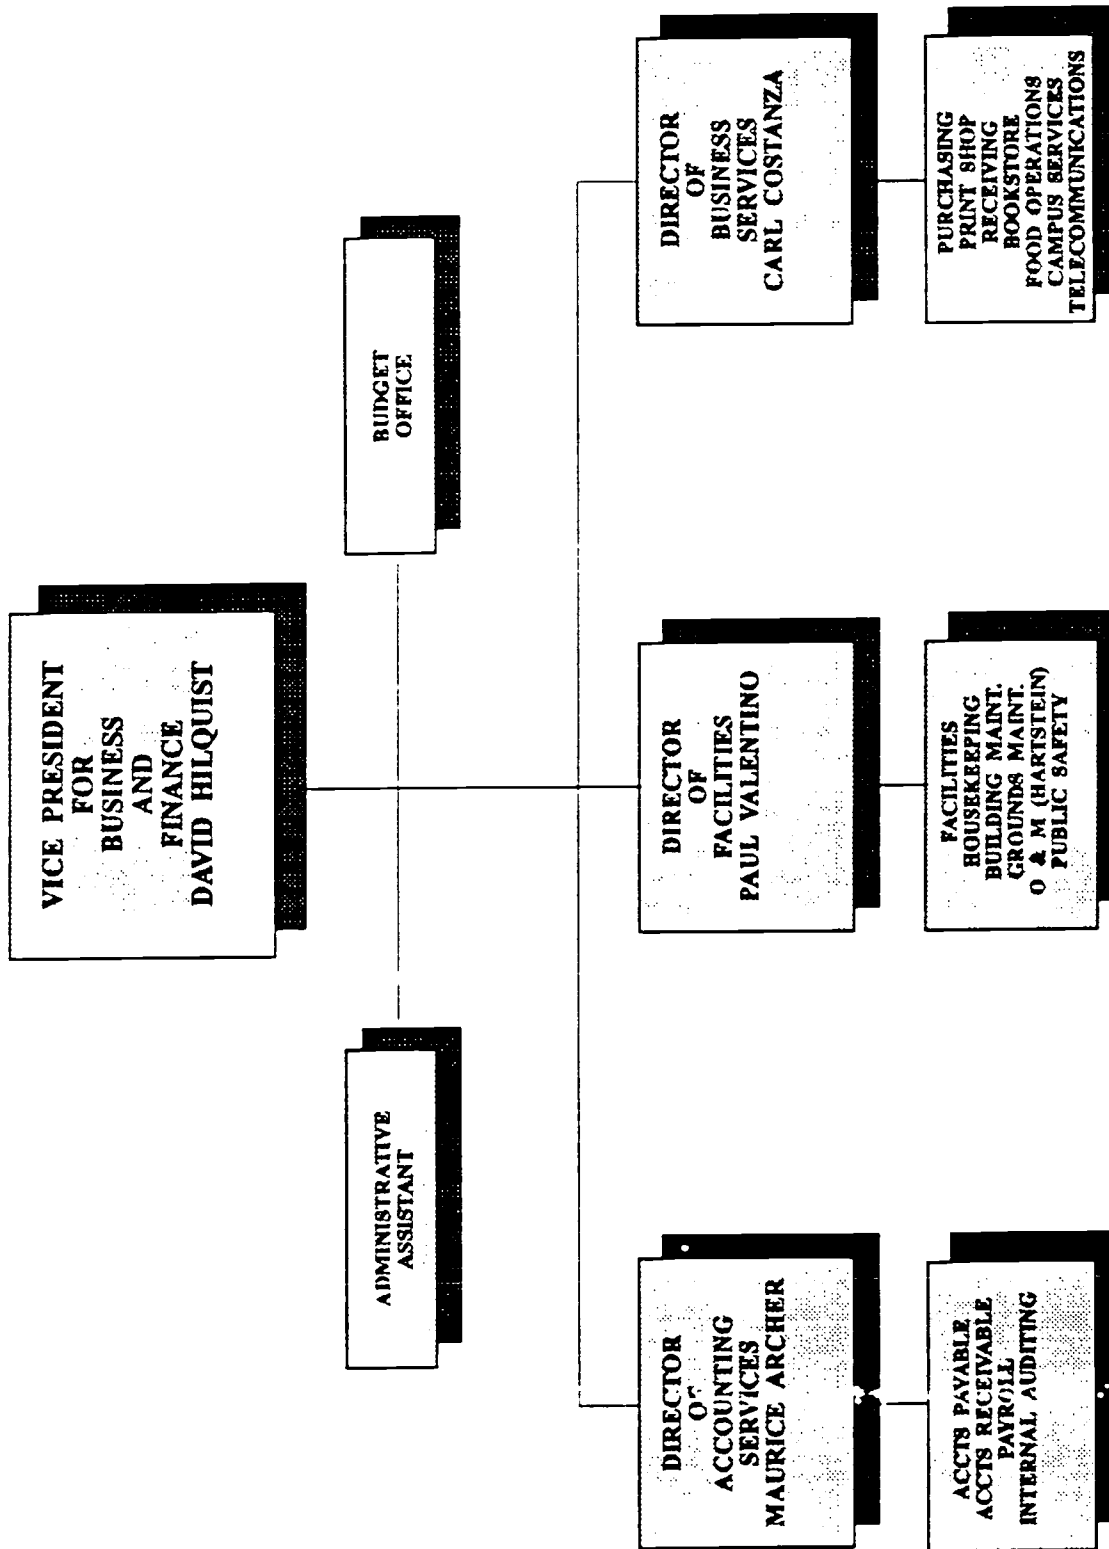 VICE PRESIDENT
FOR
BUSINESS
AND
FINANCE
DAVID HILQUIST
ADMINISTRATIVE
ASSISTANT
BUDGET
OFFICE
DIRECTOR
OF
ACCOUNTING
SERVICES
MAURICE ARCHER
DIRECTOR
OF
FACILITIES
PAUL VALENTINO
DIRECTOR
OF
BUSINESS
SERVICES
CARL COSTANZA
ACCTS PAYABLE
ACCTS RECEIVABLE
PAYROLL
INTERNAL AUDITING
FACILITIES
HOUSEKEEPING
BUILDING MAINT.
GROUNDS MAINT.
O & M (HARTSTEIN)
PUBLIC SAFETY
PURCHASING
PRINT SHOP
RECEIVING
BOOKSTORE
FOOD OPERATIONS
CAMPUS SERVICES
TELECOMMUNICATIONS